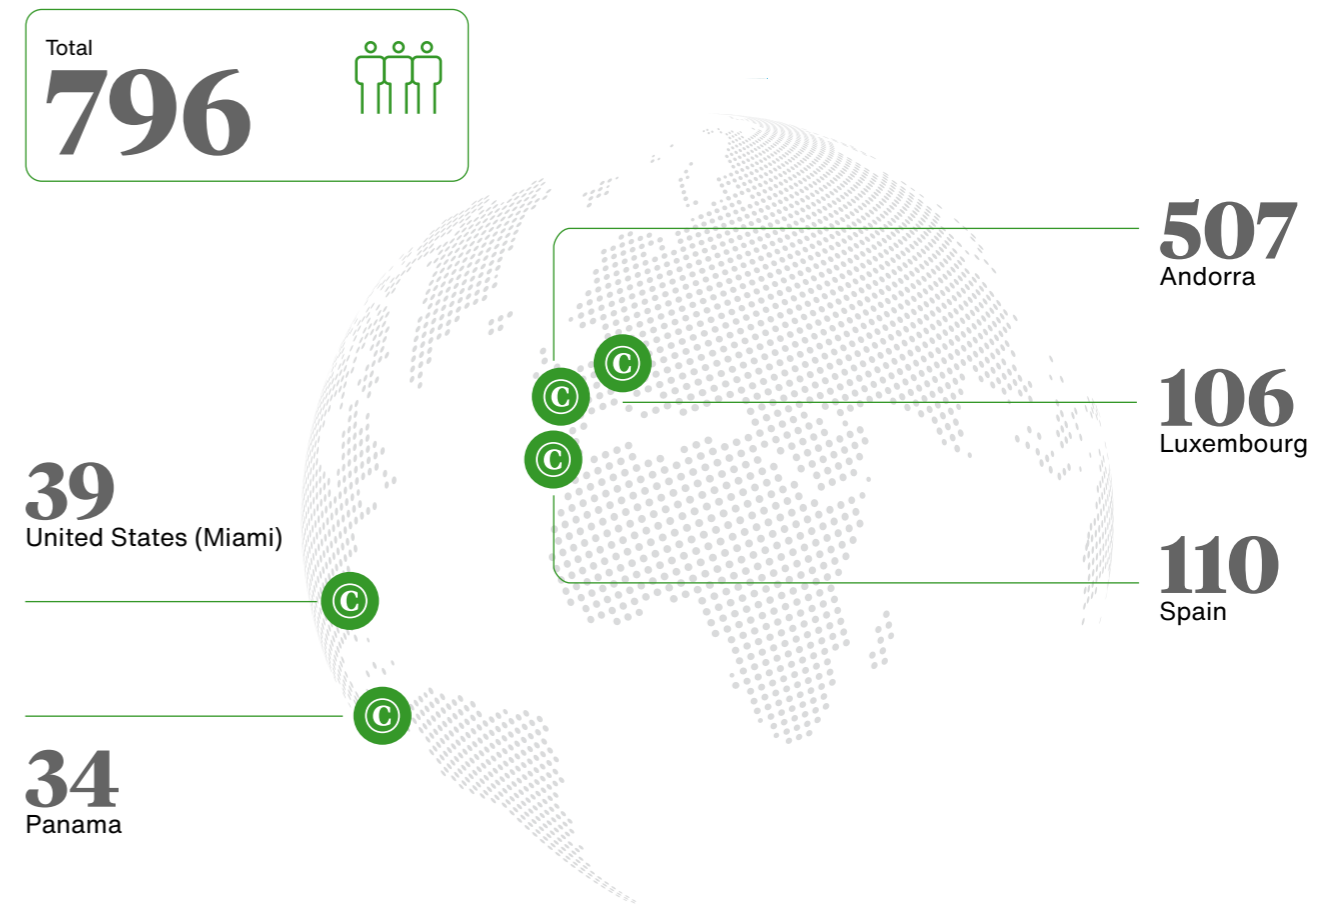 Total
796
507
Andorra
106
Luxembourg
39
United States (Miami)
110
Spain
34
Panama
C
C
C
C
C